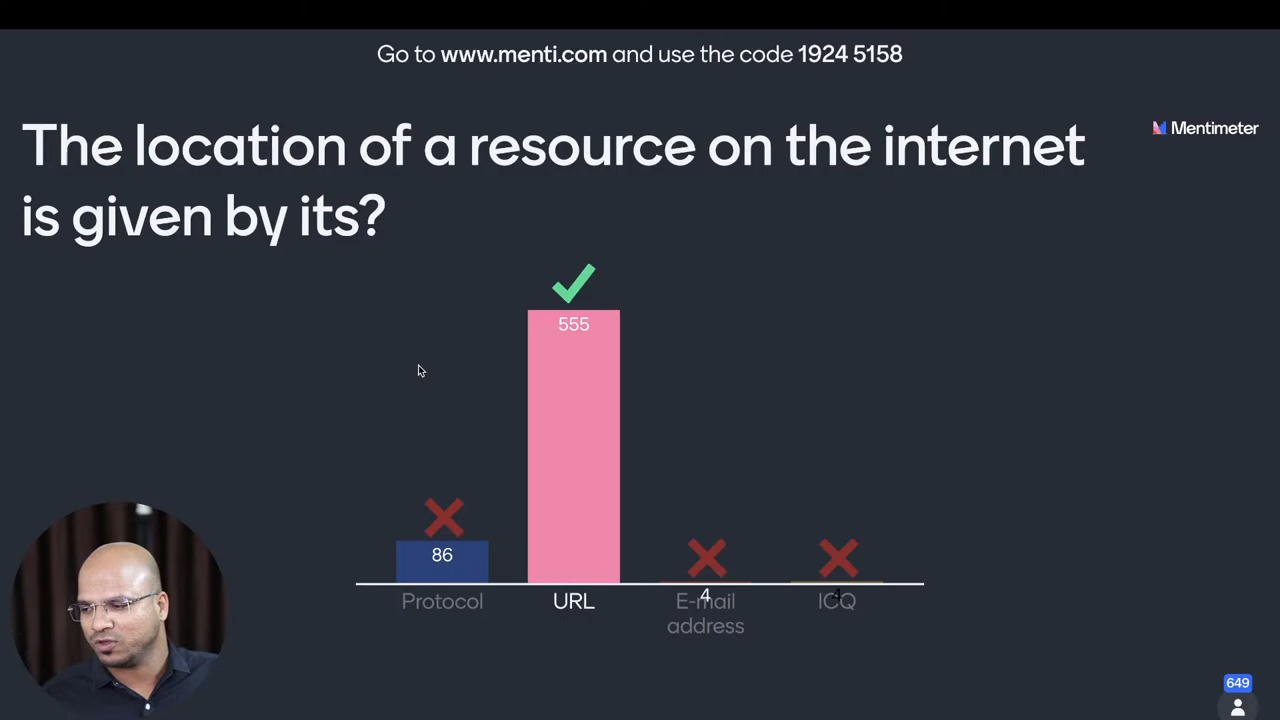 Go to www.menti.com and use the code 1924 5158
The location of a resource on the internet
is given by its?
Mentimeter
555
86
4
4
Protocol
URL
E-mail
address
ICQ
649